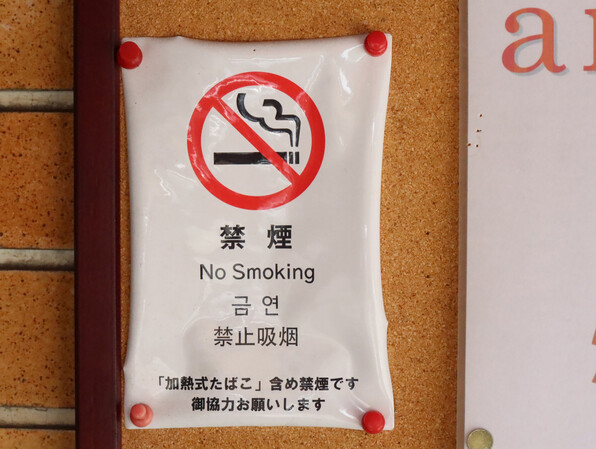 禁 煙
No Smoking
금 연
禁止吸烟
「加熱式たばこ」含め禁煙です
御協力お願いします